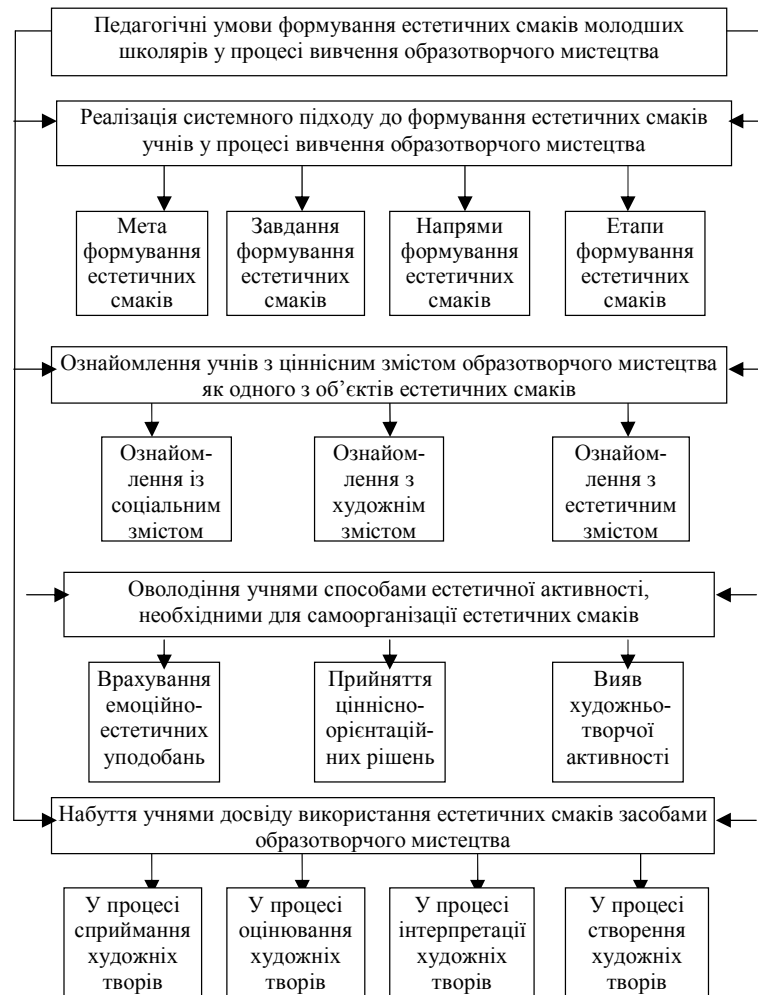 Педагогічні умови формування естетичних смаків молодших
школярів у процесі вивчення образотворчого мистецтва
Реалізація системного підходу до формування естетичних смаків
учнів у процесі вивчення образотворчого мистецтва
Мета
формування
естетичних
смаків
Завдання
формування
естетичних
смаків
Напрями
формування
естетичних
смаків
Етапи
формування
естетичних
смаків
Ознайомлення учнів з ціннісним змістом образотворчого мистецтва
як одного з об’єктів естетичних смаків
Ознайом-
лення із
соціальним
змістом
Ознайом-
лення з
художнім
змістом
Ознайом-
лення з
естетичним
змістом
Оволодіння учнями способами естетичної активності,
необхідними для самоорганізації естетичних смаків
Врахування
емоційно-
естетичних
уподобань
Прийняття
ціннісно-
орієнтацій-
них рішень
Вияв
художньо-
творчої
активності
Набуття учнями досвіду використання естетичних смаків засобами
образотворчого мистецтва
У процесі
сприймання
художніх
творів
У процесі
оцінювання
художніх
творів
У процесі
інтерпретації
художніх
творів
У процесі
створення
художніх
творів